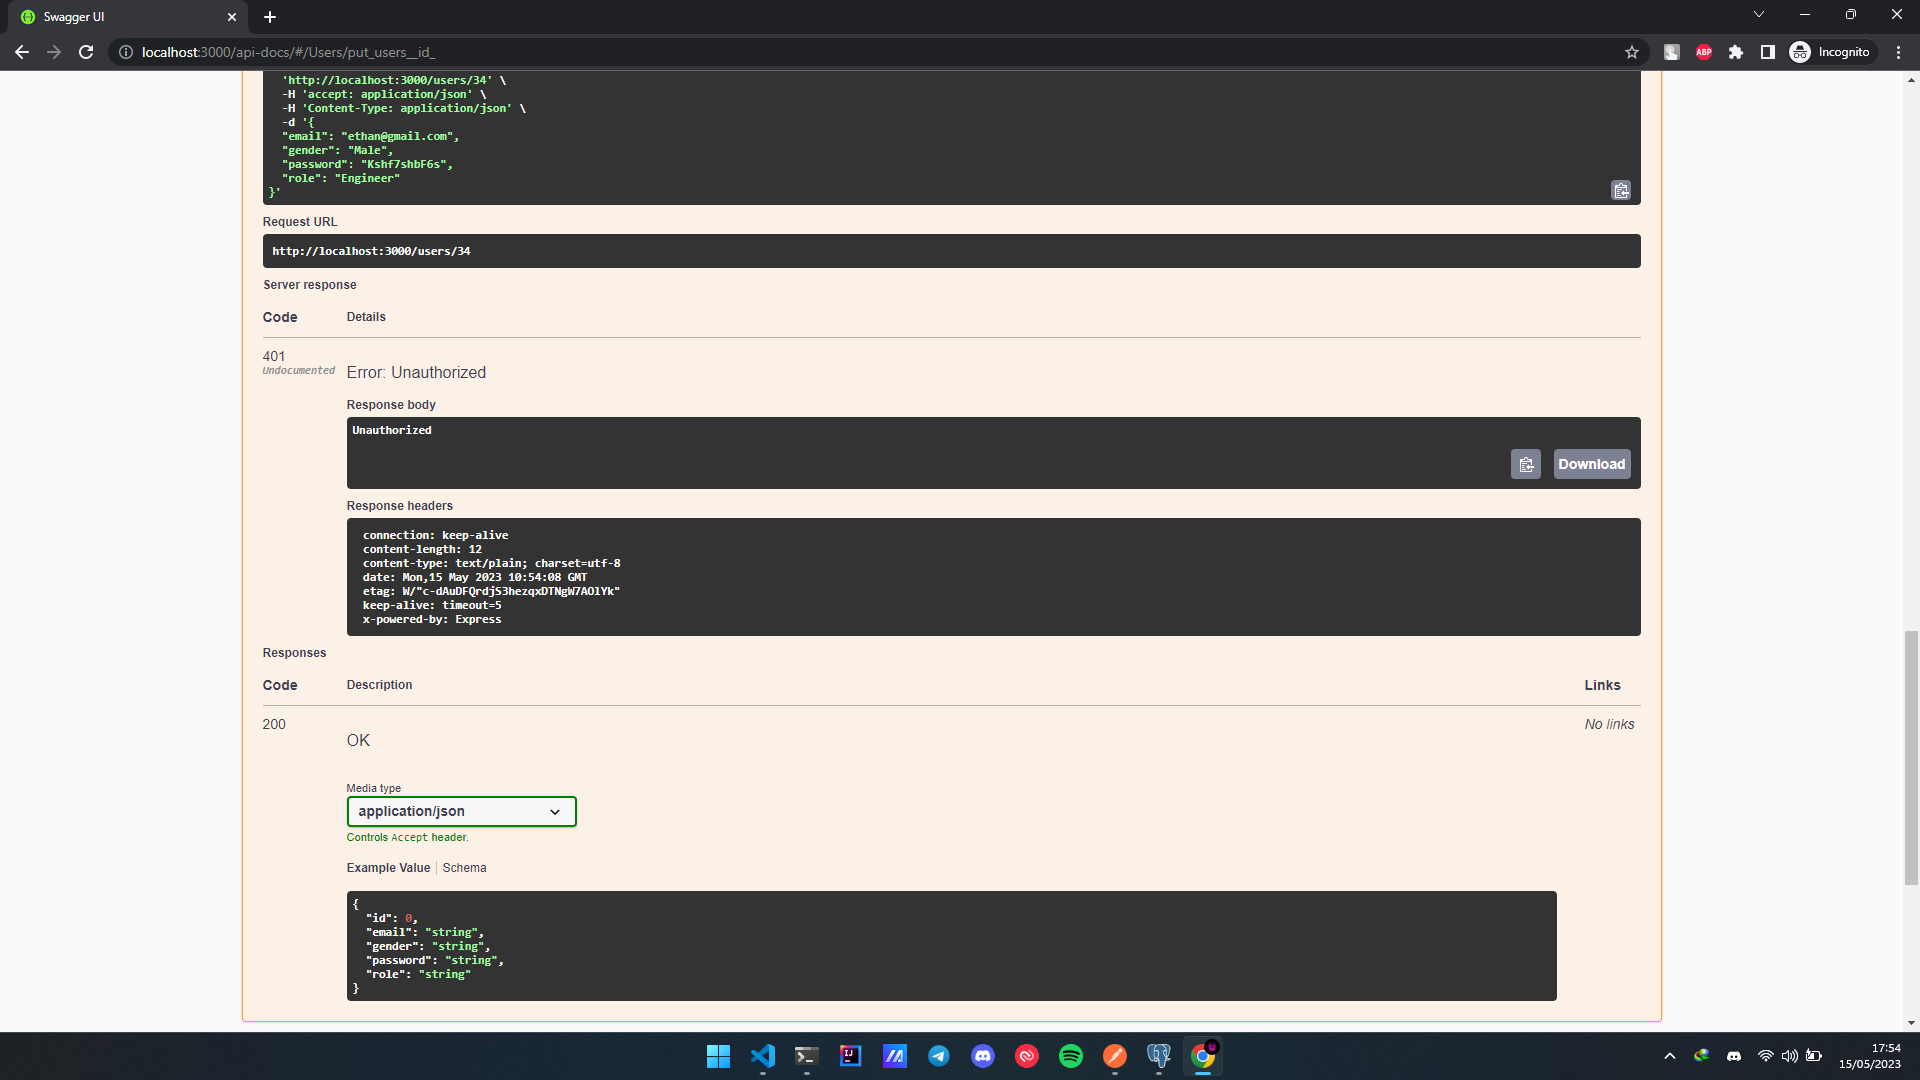 Swagger UI
localhost:3000/api-docs/#/Users/put_users__id_
ABP
Incognito
'http://localhost:3000/users/34' \
-H 'accept: application/json' \
-H 'Content-Type: application/json' \
-d '{
"email": "ethan@gmail.com",
"gender": "Male",
"password": "Kshf7shbF6s",
"role": "Engineer"
}'
Request URL
http://localhost:3000/users/34
Server response
Code Details
401
Undocumented
Error: Unauthorized
Response body
Unauthorized
Download
Response headers
connection: keep-alive
content-length: 12
content-type: text/plain; charset=utf-8
date: Mon,15 May 2023 10:54:08 GMT
etag: W/"c-dAuDFQrdjS3hezqxDTNgW7AOlYk"
keep-alive: timeout=5
x-powered-by: Express
Responses
Code Description Links
200 No links
OK
Media type
application/json
Controls Accept header.
Example Value Schema
{
"id": 0,
"email": "string",
"gender": "string",
"password": "string",
"role": "string"
}
IJ
17:54
15/05/2023